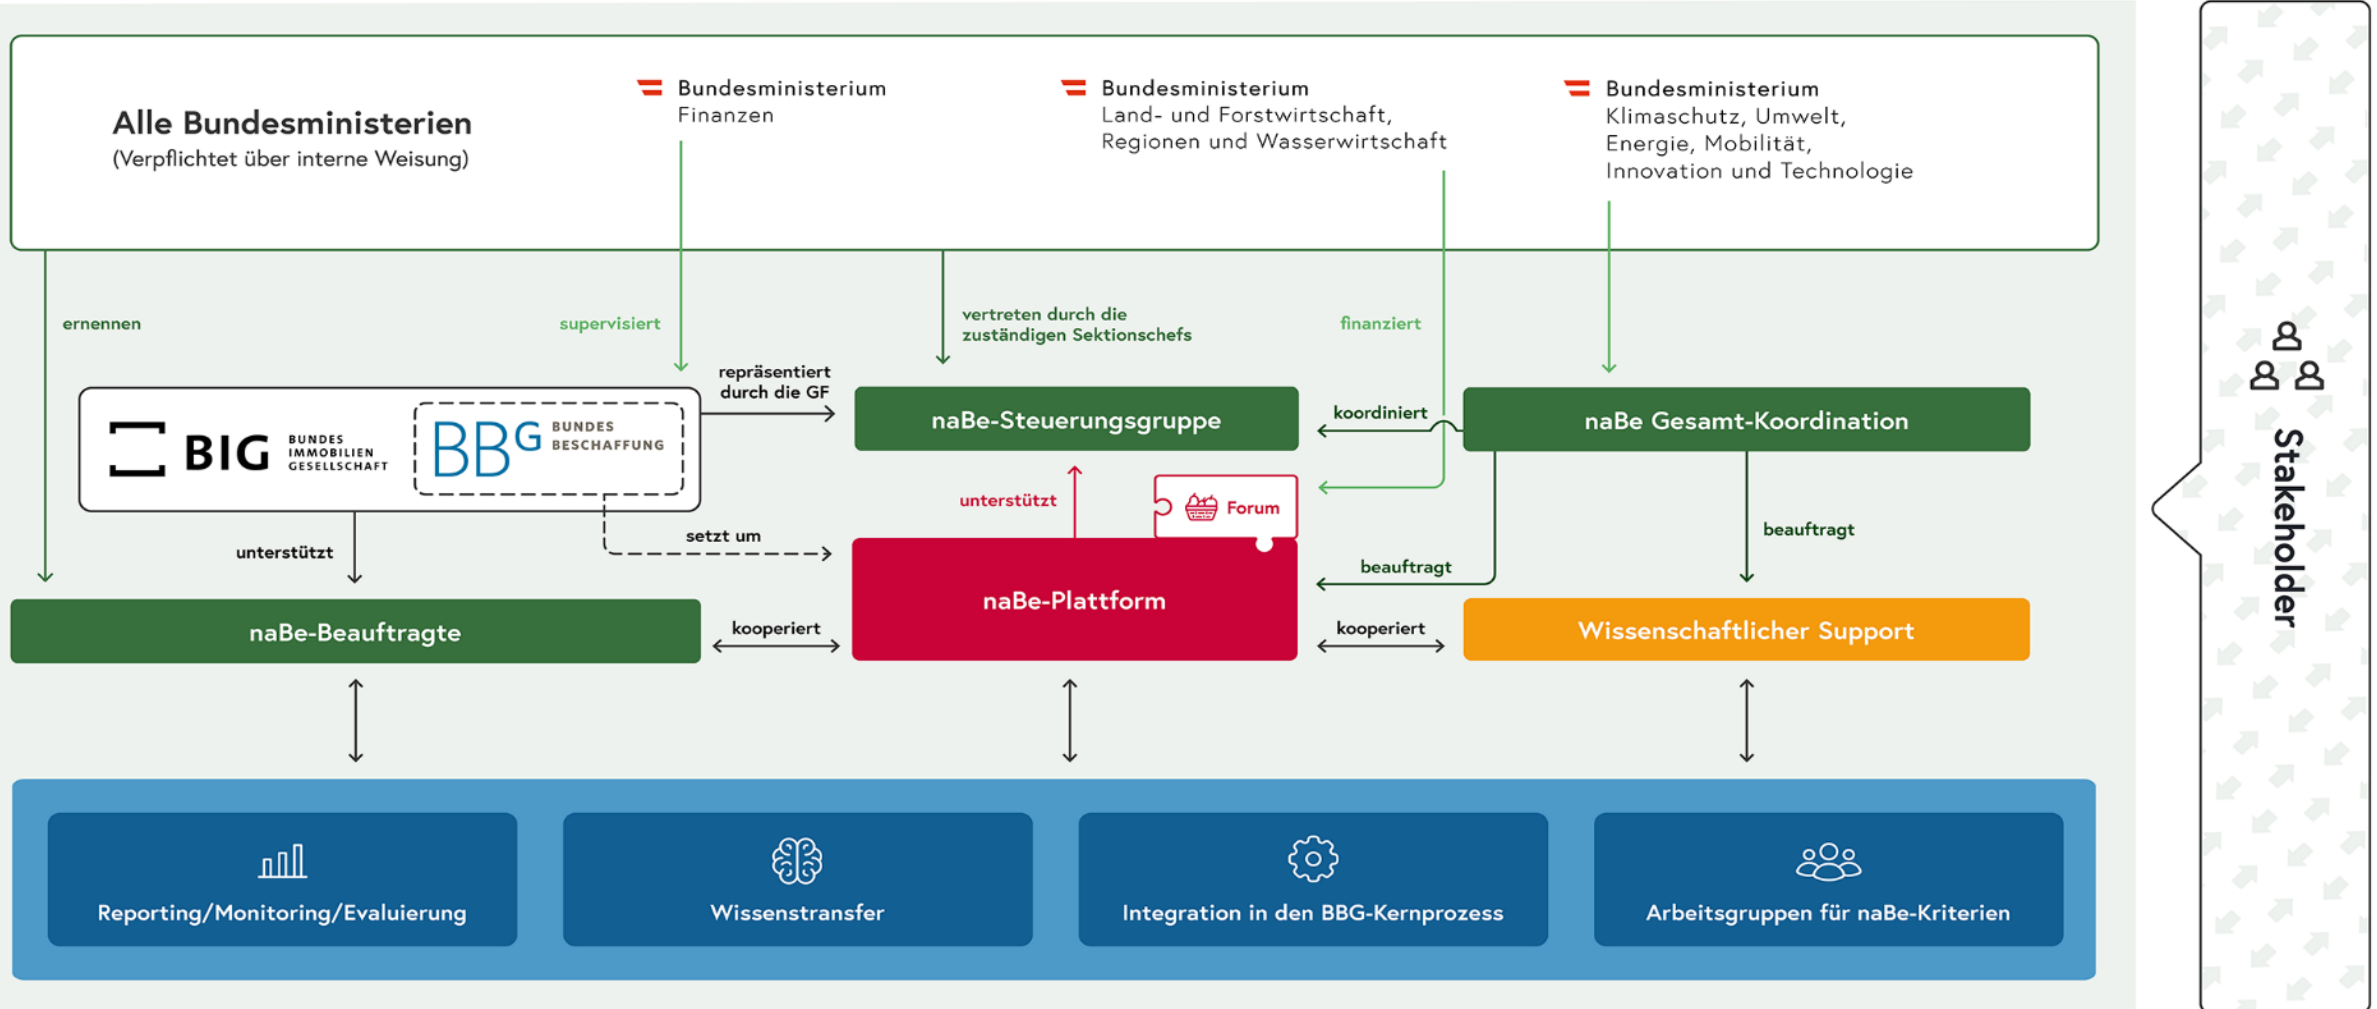 Alle Bundesministerien
(Verpflichtet über interne Weisung)
Bundesministerium
Finanzen
Bundesministerium
Land- und Forstwirtschaft,
Regionen und Wasserwirtschaft
Bundesministerium
Klimaschutz, Umwelt,
Energie, Mobilität,
Innovation und Technologie
ernennen
supervisiert
vertreten durch die
zuständigen Sektionschefs
finanziert
repräsentiert
durch die GF
BIG
BUNDES
IMMOBILIEN
GESELLSCHAFT
BBG
BUNDES
BESCHAFFUNG
naBe-Steuerungsgruppe
koordiniert
naBe Gesamt-Koordination
unterstützt
Forum
unterstützt
setzt um
beauftragt
beauftragt
naBe-Beauftragte
kooperiert
naBe-Plattform
kooperiert
Wissenschaftlicher Support
Reporting/Monitoring/Evaluierung
Wissenstransfer
Integration in den BBG-Kernprozess
Arbeitsgruppen für naBe-Kriterien
Stakeholder